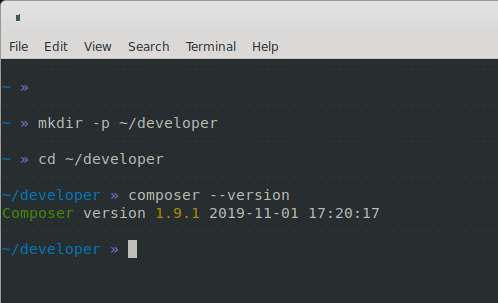 File Edit View Search Terminal Help
~ »
~ » mkdir -p ~/developer
~ » cd ~/developer
~/developer » composer --version
Composer version 1.9.1 2019-11-01 17:20:17
~/developer »